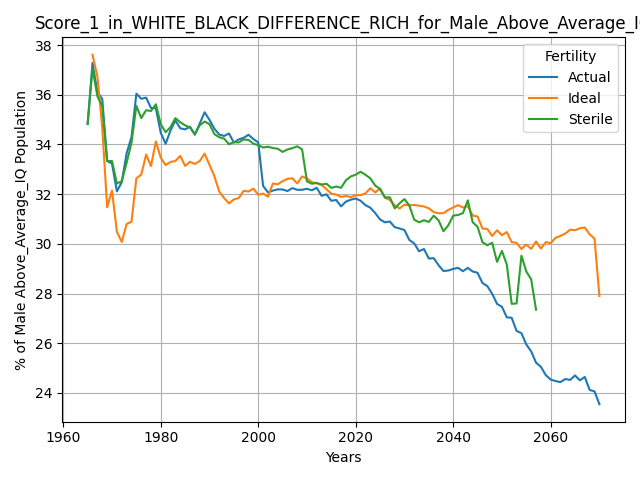 Score_1_in_WHITE_BLACK_DIFFERENCE_RICH_for_Male_Above_Average_IQ
% of Male Above_Average_IQ Population
38
36
34
32
30
28
26
24
Fertility
Actual
Ideal
Sterile
1960
1980
2000
2020
2040
2060
Years